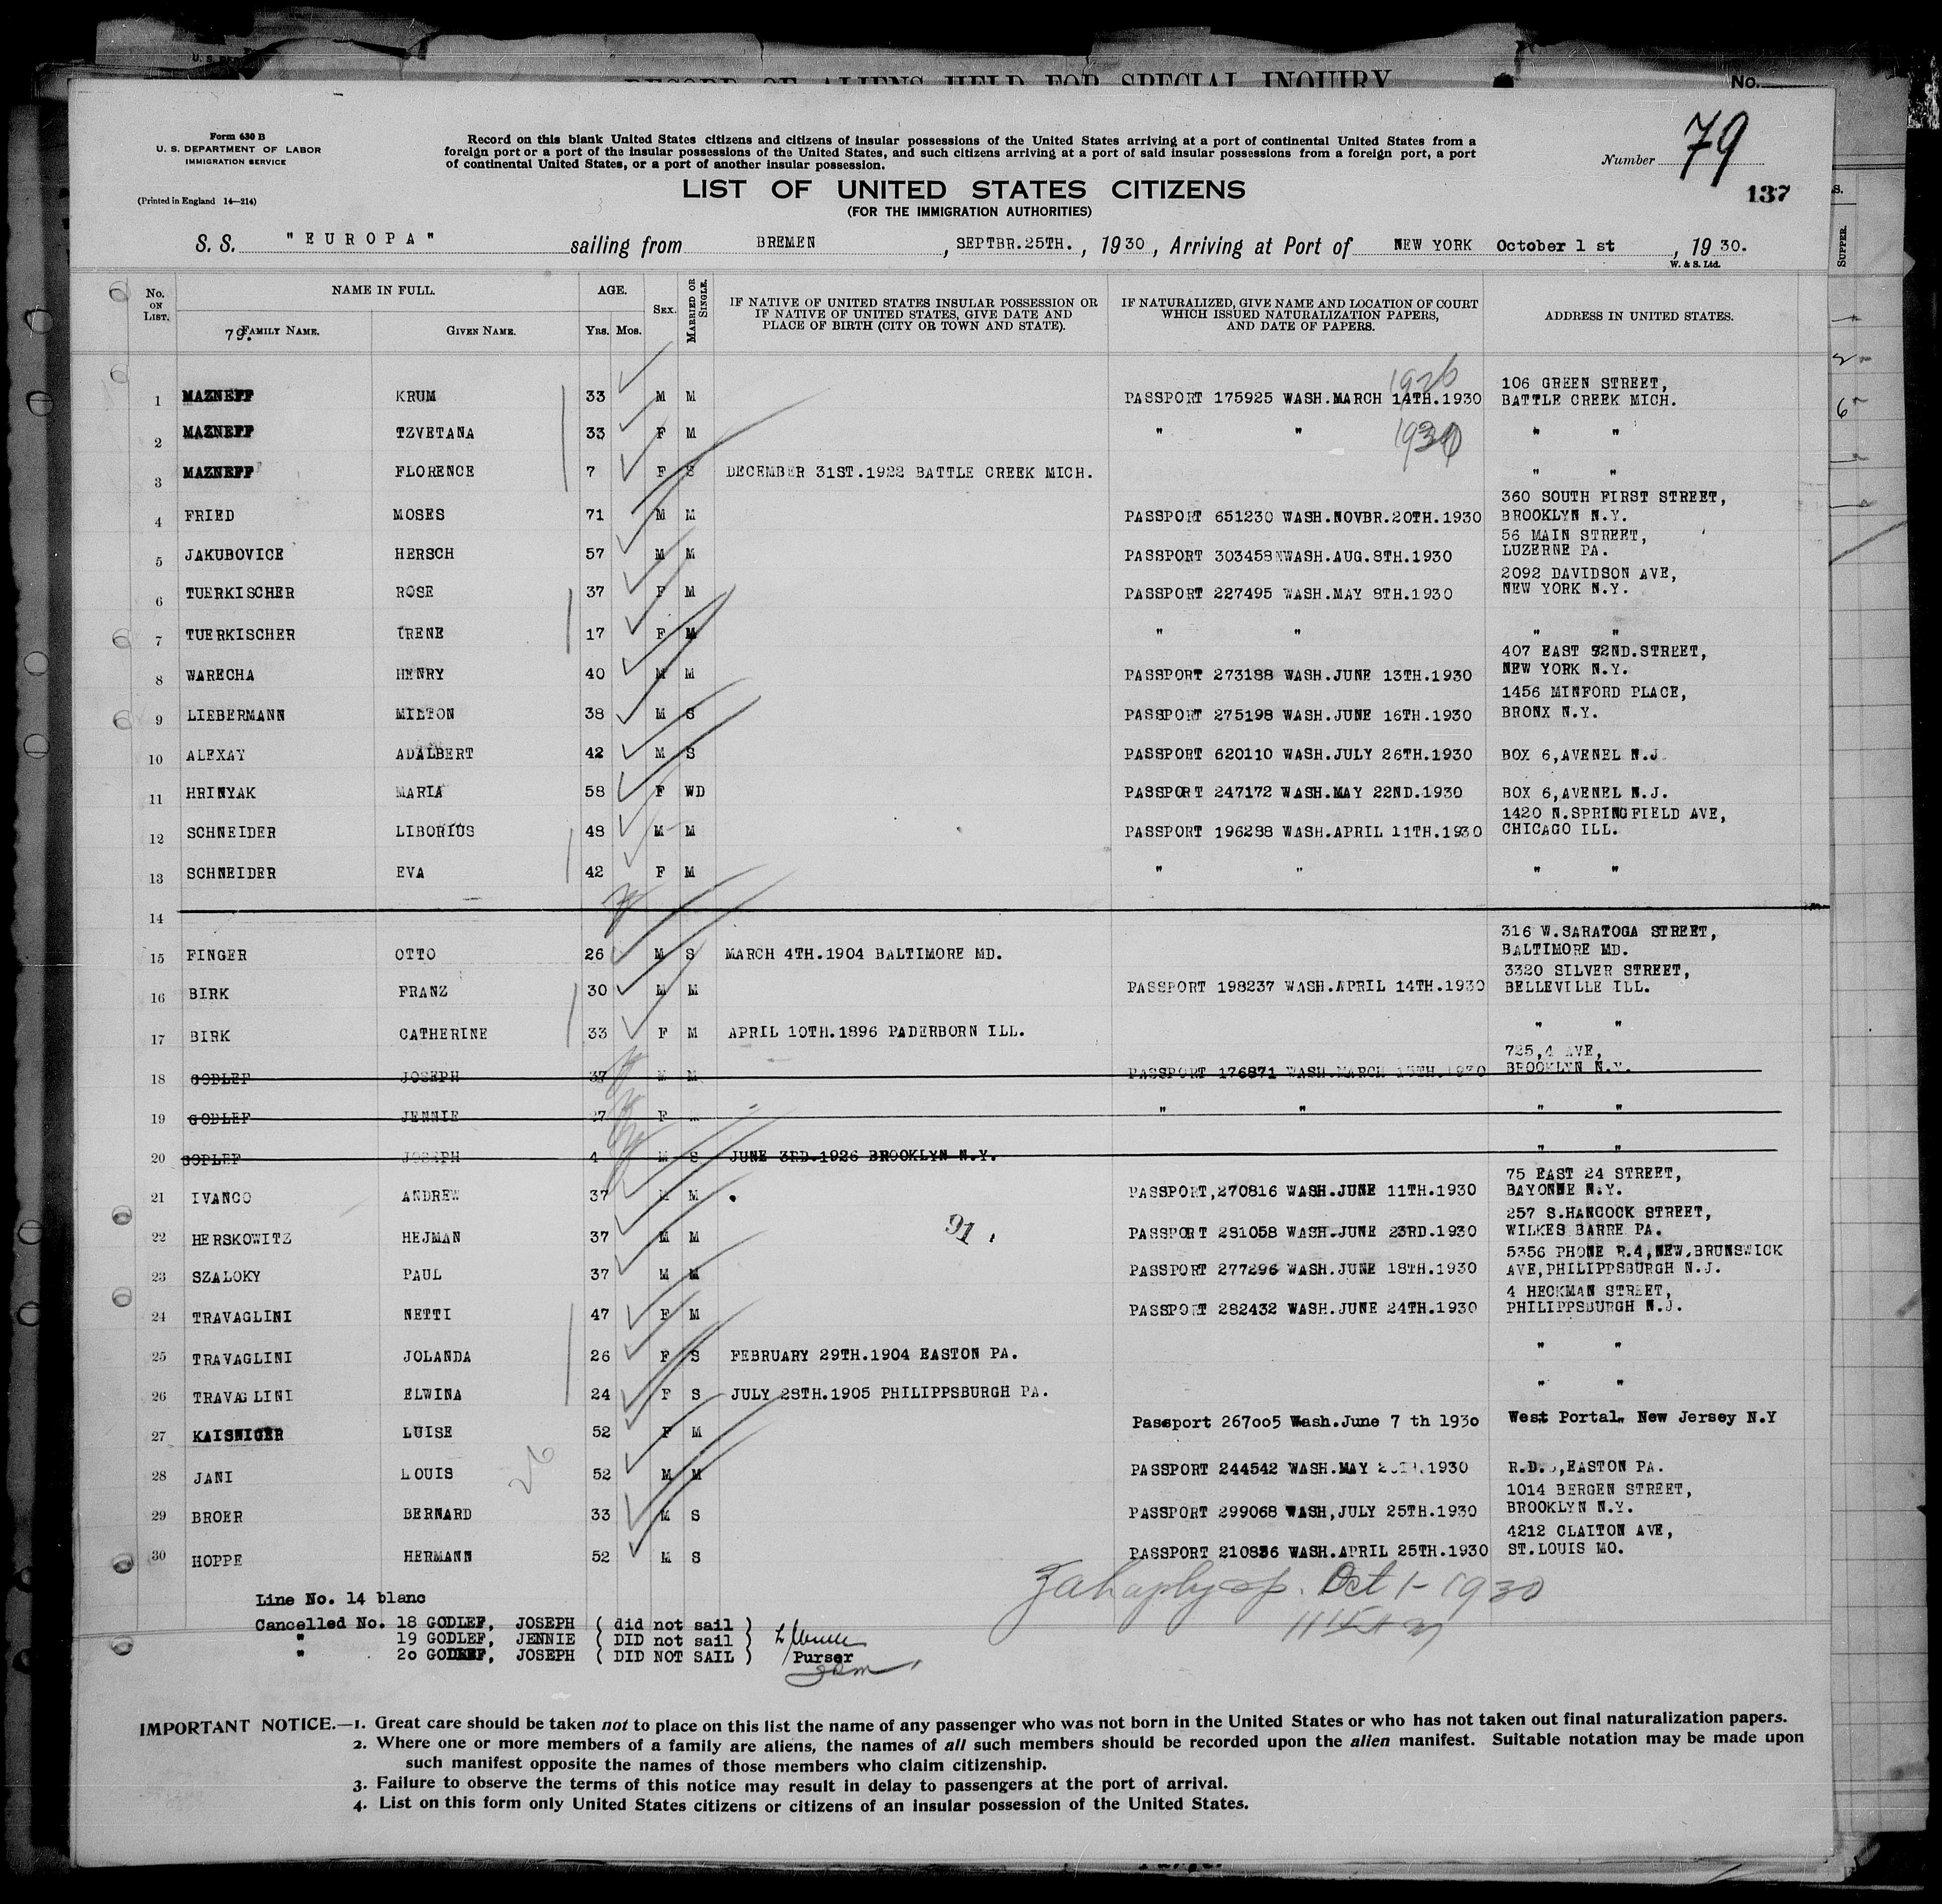 RECORD OF ALIENS HELD FOR SPECIAL INQUIRY
No.
Form 630 B
U. S. DEPARTMENT OF LABOR
IMMIGRATION SERVICE
(Printed in England 14—214)
Record on this blank United States citizens and citizens of insular possessions of the United States arriving at a port of continental United States from a
foreign port or a port of the insular possessions of the United States, and such citizens arriving at a port of said insular possessions from a foreign port, a port
of continental United States, or a port of another insular possession.
Number 79
137
LIST OF UNITED STATES CITIZENS
(FOR THE IMMIGRATION AUTHORITIES)
S. S. "EUROPA" sailing from BREMEN, SEPTBR.25TH., 1930, Arriving at Port of NEW YORK October 1 st, 19 30.
W. & S. Ltd.
SUPPER.
No. ON LIST. NAME IN FULL. AGE. SEX. MARRIED OR SINGLE. IF NATIVE OF UNITED STATES INSULAR POSSESSION OR IF NATIVE OF UNITED STATES, GIVE DATE AND PLACE OF BIRTH (CITY OR TOWN AND STATE). IF NATURALIZED, GIVE NAME AND LOCATION OF COURT WHICH ISSUED NATURALIZATION PAPERS, AND DATE OF PAPERS. ADDRESS IN UNITED STATES.
79. FAMILY NAME. GIVEN NAME. Yrs. Mos.
1926
1 MAZNEFF KRUM 33 M M PASSPORT 175925 WASH.MARCH 14TH.1930 106 GREEN STREET, BATTLE CREEK MICH.
2 MAZNEFF TZVETANA 33 F M " " 1930 " "
3 MAZNEFF FLORENCE 7 F S DECEMBER 31ST.1922 BATTLE CREEK MICH. " "
4 FRIED MOSES 71 M M PASSPORT 651230 WASH.NOVBR.20TH.1930 360 SOUTH FIRST STREET, BROOKLYN N.Y.
5 JAKUBOVICE HERSCH 57 M M PASSPORT 303458 WASH.AUG.8TH.1930 56 MAIN STREET, LUZERNE PA.
6 TUERKISCHER ROSE 37 F M PASSPORT 227495 WASH.MAY 8TH.1930 2092 DAVIDSON AVE, NEW YORK N.Y.
7 TUERKISCHER IRENE 17 F M " " " "
8 WARECHA HENRY 40 M M PASSPORT 273188 WASH.JUNE 13TH.1930 407 EAST 92ND.STREET, NEW YORK N.Y.
9 LIEBERMANN MILTON 38 M S PASSPORT 275198 WASH.JUNE 16TH.1930 1456 MINFORD PLACE, BRONX N.Y.
10 ALEXAY ADALBERT 42 M S PASSPORT 620110 WASH.JULY 26TH.1930 BOX 6,AVENEL N.J
11 HRINYAK MARIA 58 F WD PASSPORT 247172 WASH.MAY 22ND.1930 BOX 6,AVENEL N.J.
12 SCHNEIDER LIBORIUS 48 M M PASSPORT 196288 WASH.APRIL 11TH.1930 1420 N.SPRINGFIELD AVE, CHICAGO ILL.
13 SCHNEIDER EVA 42 F M " " " "
14
15 FINGER OTTO 26 M S MARCH 4TH.1904 BALTIMORE MD. 316 W.SARATOGA STREET, BALTIMORE MD.
16 BIRK FRANZ 30 M M PASSPORT 198237 WASH.APRIL 14TH.1930 3320 SILVER STREET, BELLEVILLE ILL.
17 BIRK CATHERINE 33 F M APRIL 10TH.1896 PADERBORN ILL. " "
18 GODLEF JOSEPH 37 M M PASSPORT 176871 WASH.MARCH 15TH.1930 725,4 AVE, BROOKLYN N.Y.
19 GODLEF JENNIE 27 F " " " "
20 GODLEF JOSEPH 4 M S JUNE 3RD.1926 BROOKLYN N.Y. " "
21 IVANCO ANDREW 37 M M PASSPORT,270816 WASH.JUNE 11TH.1930 75 EAST 24 STREET, BAYONNE N.Y.
22 HERSKOWITZ HEJMAN 37 M M 91 PASSPORT 281058 WASH.JUNE 23RD.1930 257 S.HANCOCK STREET, WILKES BARRE PA.
23 SZALOKY PAUL 37 M M PASSPORT 277296 WASH.JUNE 18TH.1930 5356 PHONE R.4,NEW.BRUNSWICK AVE,PHILIPPSBURGH N.J.
24 TRAVAGLINI NETTI 47 F M PASSPORT 282432 WASH.JUNE 24TH.1930 4 HECKMAN STREET, PHILIPPSBURGH N.J.
25 TRAVAGLINI JOLANDA 26 F S FEBRUARY 29TH.1904 EASTON PA. " "
26 TRAVAGLINI ELWINA 24 F S JULY 28TH.1905 PHILIPPSBURGH PA. " "
27 KAISNIGER LUISE 52 F M Passport 267005 Wash.June 7 th 1930 West Portal, New Jersey N.Y
26
28 JANI LOUIS 52 M M PASSPORT 244542 WASH.MAY 1930 R.D. ,EASTON PA.
29 BROER BERNARD 33 M S PASSPORT 299068 WASH,JULY 25TH.1930 1014 BERGEN STREET, BROOKLYN N.Y.
30 HOPPE HERMANN 52 M S PASSPORT 210836 WASH.APRIL 25TH.1930 4212 CLAITON AVE, ST.LOUIS MO.
Oct 1-1930
Line No. 14 blanc
Cancelled No. 18 GODLEF, JOSEPH ( did not sail )
" 19 GODLEF, JENNIE ( DID not sail )
" 20 GODLEF, JOSEPH ( DID NOT SAIL ) Purser
IMPORTANT NOTICE.—1. Great care should be taken not to place on this list the name of any passenger who was not born in the United States or who has not taken out final naturalization papers.
2. Where one or more members of a family are aliens, the names of all such members should be recorded upon the alien manifest. Suitable notation may be made upon
such manifest opposite the names of those members who claim citizenship.
3. Failure to observe the terms of this notice may result in delay to passengers at the port of arrival.
4. List on this form only United States citizens or citizens of an insular possession of the United States.